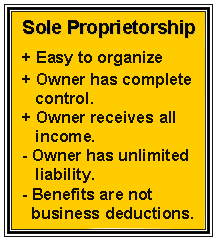 Sole Proprietorship
+ Easy to organize
+ Owner has complete
control.
+ Owner receives all
income.
- Owner has unlimited
liability.
- Benefits are not
business deductions.